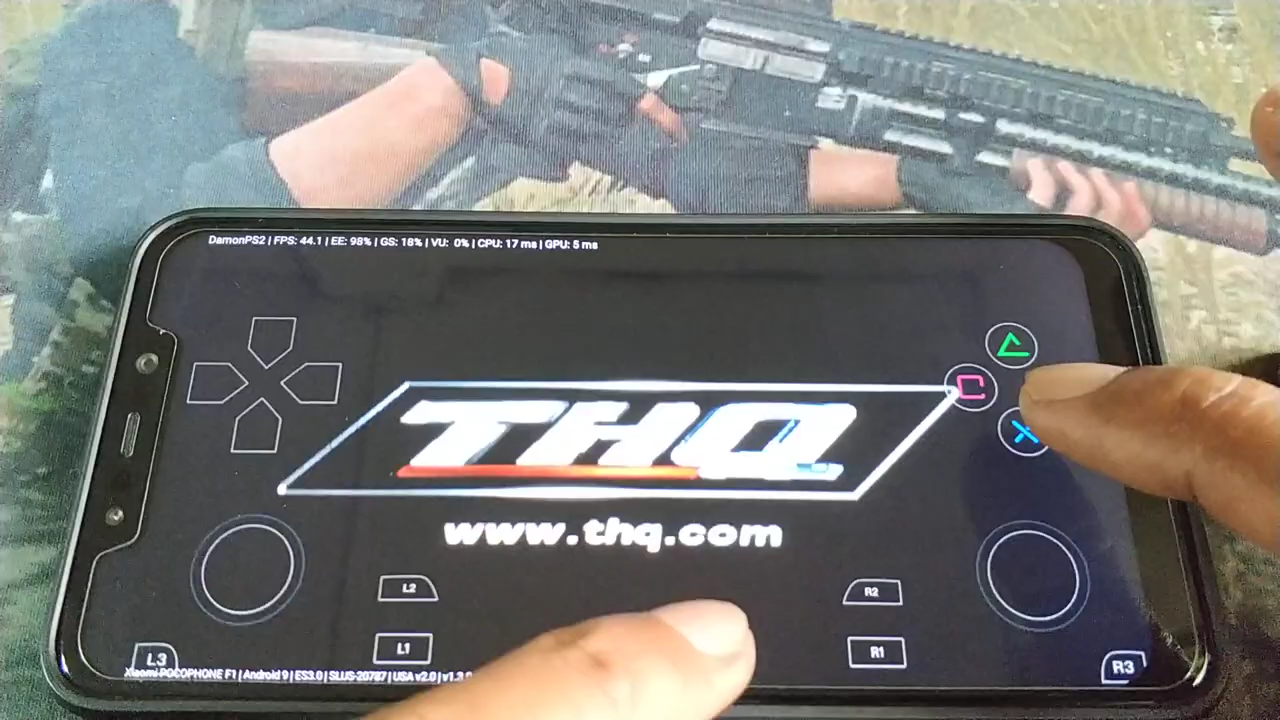 DamonPS2 | FPS: 44.1 | EE: 98% | GS: 18% | VU: 0% | CPU: 17 ms | GPU: 5 ms
THQ
www.thq.com
L2
R2
L1
R1
L3
R3
Xiaomi POCOPHONE F1 | Android 9 | ES3.0 | SLUS-20787 | USA v2.0 |